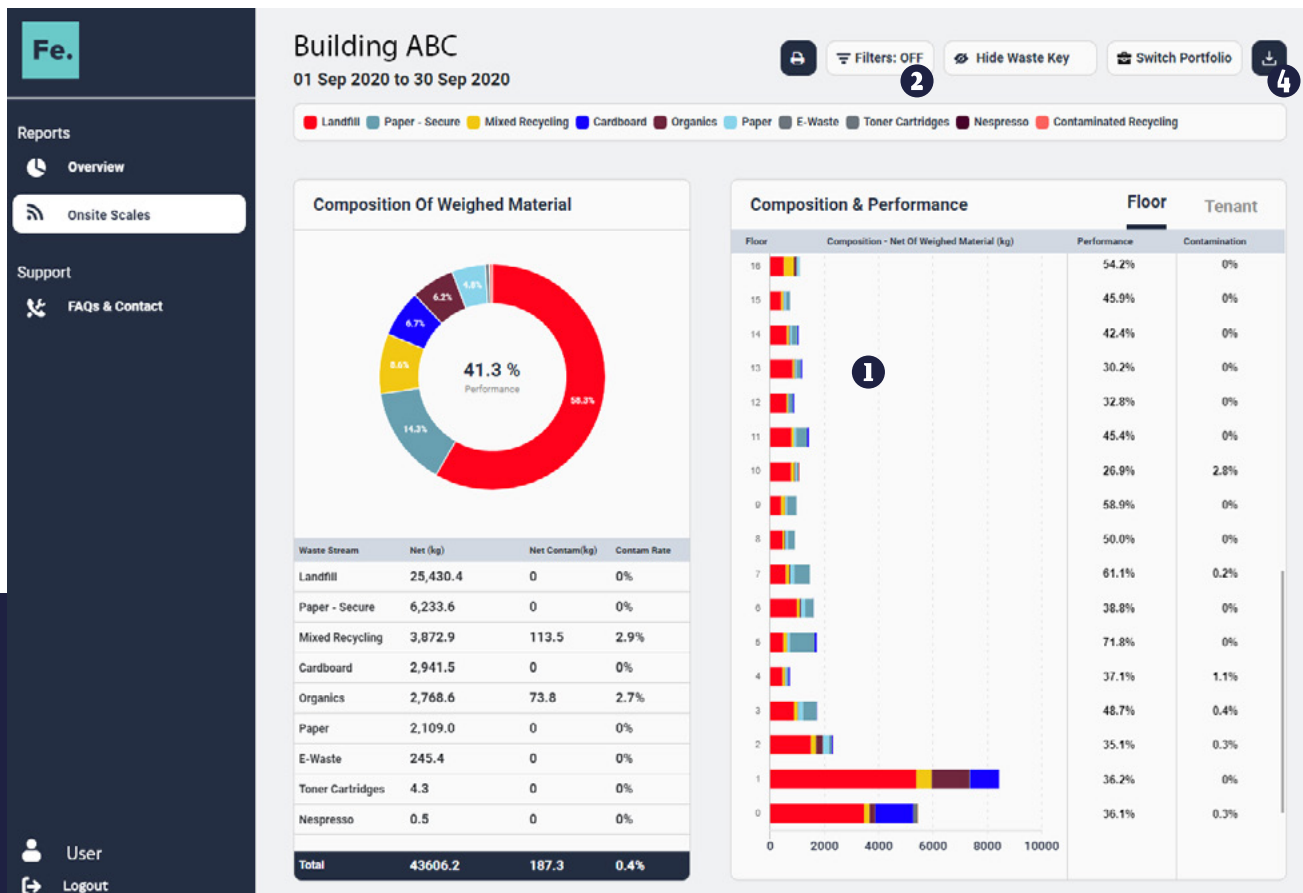 Fe.
Reports
Overview
Onsite Scales
Support
FAQs & Contact
User
Logout
Building ABC
01 Sep 2020 to 30 Sep 2020
Filters: OFF
Hide Waste Key
Switch Portfolio
2
4
Landfill Paper - Secure Mixed Recycling Cardboard Organics Paper E-Waste Toner Cartridges Nespresso Contaminated Recycling
Composition Of Weighed Material
6.2% 4.8%
6.7%
8.6%
41.3 %
Performance
58.3%
14.3%
Waste Stream Net (kg) Net Contam(kg) Contam Rate
Landfill 25,430.4 0 0%
Paper - Secure 6,233.6 0 0%
Mixed Recycling 3,872.9 113.5 2.9%
Cardboard 2,941.5 0 0%
Organics 2,768.6 73.8 2.7%
Paper 2,109.0 0 0%
E-Waste 245.4 0 0%
Toner Cartridges 4.3 0 0%
Nespresso 0.5 0 0%
Total 43606.2 187.3 0.4%
Composition & Performance Floor Tenant
Floor Composition - Net Of Weighed Material (kg) Performance Contamination
16 54.2% 0%
15 45.9% 0%
14 42.4% 0%
13 30.2% 0%
1
12 32.8% 0%
11 45.4% 0%
10 26.9% 2.8%
9 58.9% 0%
8 50.0% 0%
7 61.1% 0.2%
6 38.8% 0%
5 71.8% 0%
4 37.1% 1.1%
3 48.7% 0.4%
2 35.1% 0.3%
1 36.2% 0%
0 36.1% 0.3%
0 2000 4000 6000 8000 10000